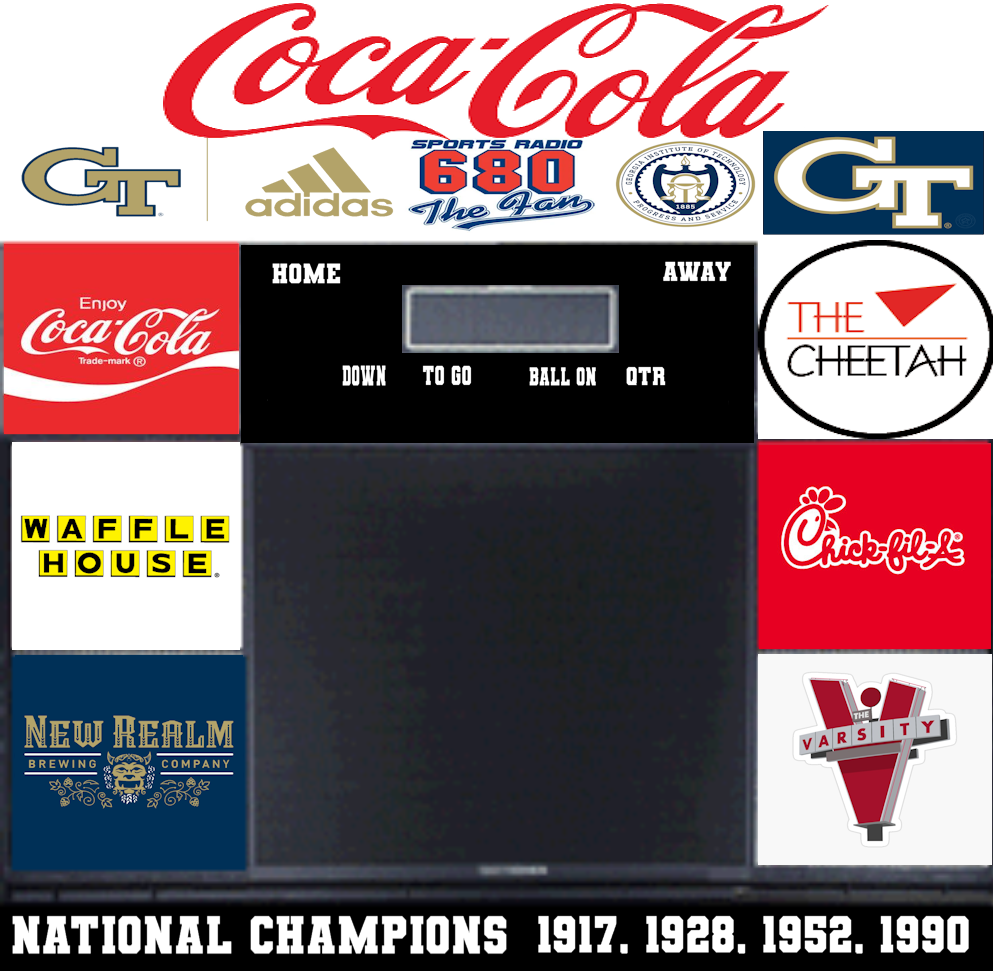 Coca-Cola
GT
adidas
SPORTS RADIO
680
The Fan
GEORGIA INSTITUTE OF TECHNOLOGY
1885
PROGRESS AND SERVICE
GT
Enjoy
Coca-Cola
Trade-mark ®
HOME
AWAY
DOWN TO GO BALL ON QTR
THE
CHEETAH
WAFFLE
HOUSE®
Chick-fil-A®
NEW REALM
BREWING COMPANY
THE
VARSITY
NATIONAL CHAMPIONS 1917, 1928, 1952, 1990